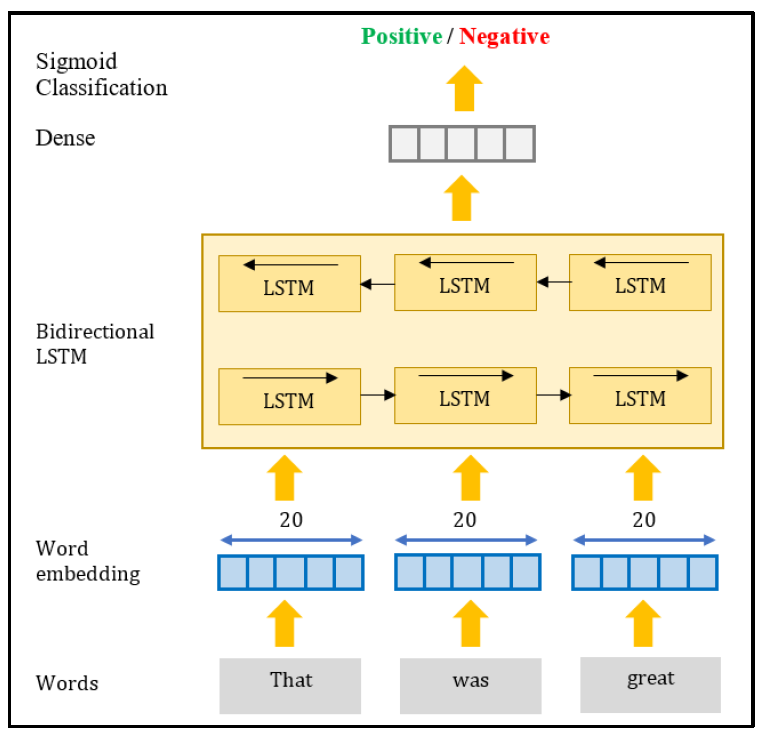 Positive / Negative
Sigmoid
Classification
Dense
LSTM LSTM LSTM
Bidirectional
LSTM
LSTM LSTM LSTM
20 20 20
Word
embedding
Words That was great